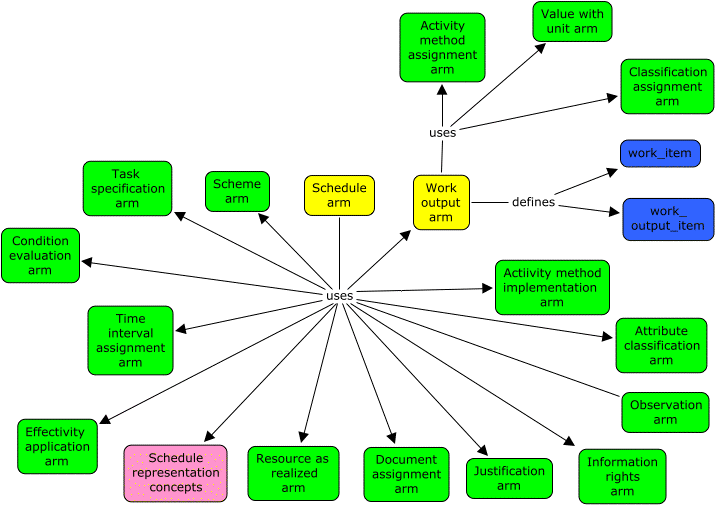 Activity
method
assignment
arm
Value with
unit arm
Classification
assignment
arm
uses
work_item
Task
specification
arm
Scheme
arm
Schedule
arm
Work
output
arm
defines
work_
output_item
Condition
evaluation
arm
uses
Actiivity method
implementation
arm
Time
interval
assignment
arm
Attribute
classification
arm
Observation
arm
Effectivity
application
arm
Schedule
representation
concepts
Resource as
realized
arm
Document
assignment
arm
Justification
arm
Information
rights
arm